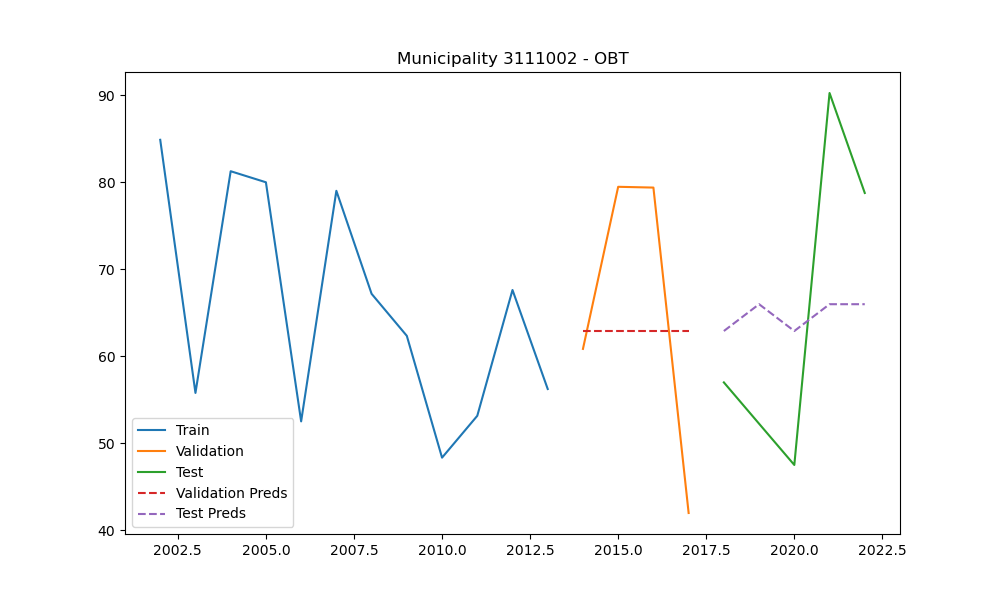 Municipality 3111002 - OBT
90
80
70
60
50
40
Train
Validation
Test
Validation Preds
Test Preds
2002.5 2005.0 2007.5 2010.0 2012.5 2015.0 2017.5 2020.0 2022.5